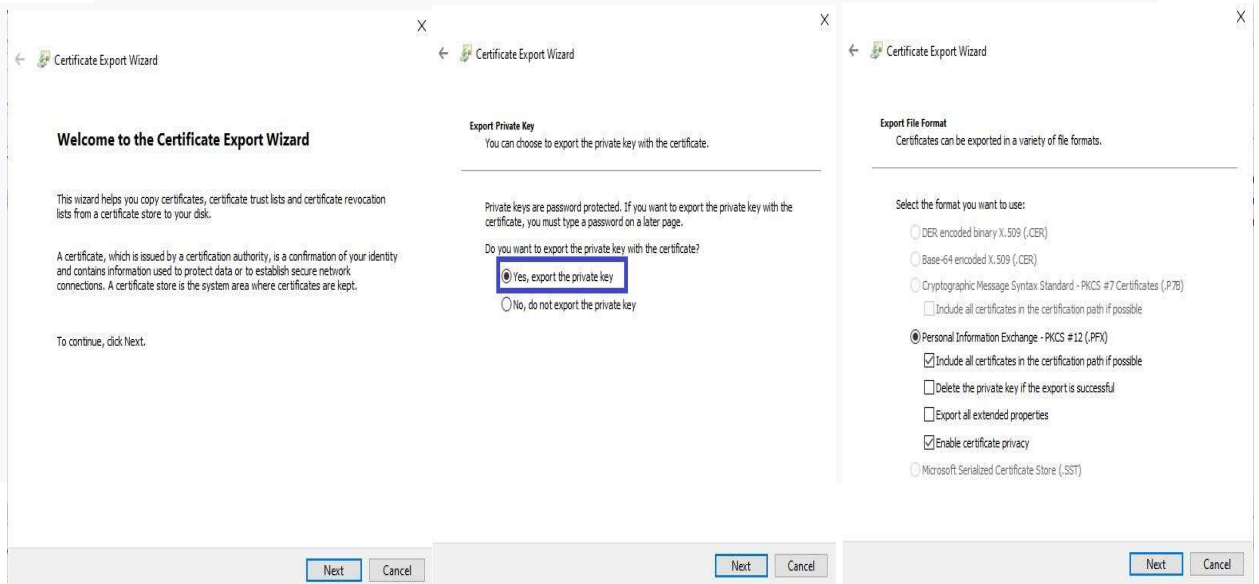 X
Certificate Export Wizard
Welcome to the Certificate Export Wizard
This wizard helps you copy certificates, certificate trust lists and certificate revocation
lists from a certificate store to your disk.
A certificate, which is issued by a certification authority, is a confirmation of your identity
and contains information used to protect data or to establish secure network
connections. A certificate store is the system area where certificates are kept.
To continue, click Next.
Next
Cancel
X
Certificate Export Wizard
Export Private Key
You can choose to export the private key with the certificate.
Private keys are password protected. If you want to export the private key with the
certificate, you must type a password on a later page.
Do you want to export the private key with the certificate?
Yes, export the private key
No, do not export the private key
Next
Cancel
X
Certificate Export Wizard
Export File Format
Certificates can be exported in a variety of file formats.
Select the format you want to use:
DER encoded binary X.509 (.CER)
Base-64 encoded X.509 (.CER)
Cryptographic Message Syntax Standard - PKCS #7 Certificates (.P7B)
Include all certificates in the certification path if possible
Personal Information Exchange - PKCS #12 (.PFX)
Include all certificates in the certification path if possible
Delete the private key if the export is successful
Export all extended properties
Enable certificate privacy
Microsoft Serialized Certificate Store (.SST)
Next
Cancel